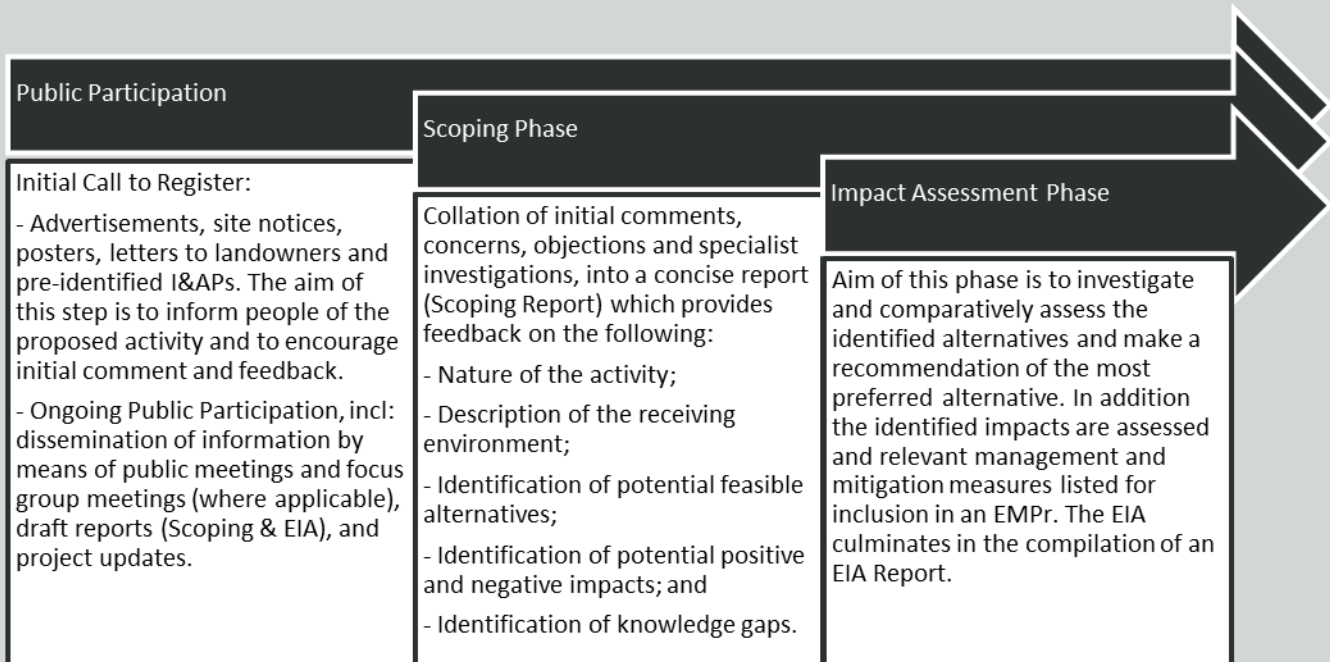 Public Participation
Initial Call to Register:
- Advertisements, site notices,
posters, letters to landowners and
pre-identified I&APs. The aim of
this step is to inform people of the
proposed activity and to encourage
initial comment and feedback.
- Ongoing Public Participation, incl:
dissemination of information by
means of public meetings and focus
group meetings (where applicable),
draft reports (Scoping & EIA), and
project updates.
Scoping Phase
Collation of initial comments,
concerns, objections and specialist
investigations, into a concise report
(Scoping Report) which provides
feedback on the following:
- Nature of the activity;
- Description of the receiving
environment;
- Identification of potential feasible
alternatives;
- Identification of potential positive
and negative impacts; and
- Identification of knowledge gaps.
Impact Assessment Phase
Aim of this phase is to investigate
and comparatively assess the
identified alternatives and make a
recommendation of the most
preferred alternative. In addition
the identified impacts are assessed
and relevant management and
mitigation measures listed for
inclusion in an EMPr. The EIA
culminates in the compilation of an
EIA Report.